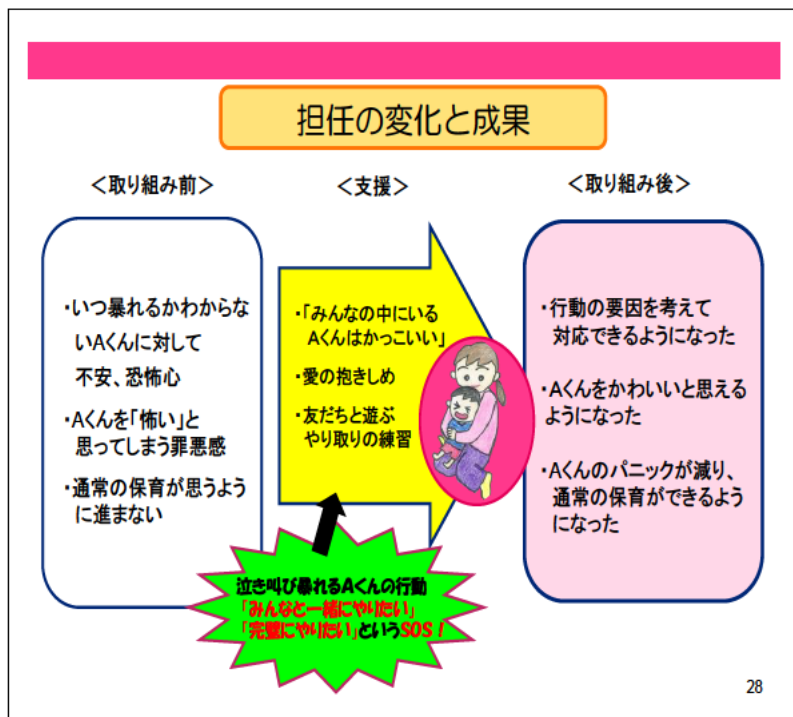 担任の変化と成果
＜取り組み前＞
・いつ暴れるかわからな
いAくんに対して
不安、恐怖心
・Aくんを「怖い」と
思ってしまう罪悪感
・通常の保育が思うよう
に進まない
＜支援＞
・「みんなの中にいる
Aくんはかっこいい」
・愛の抱きしめ
・友だちと遊ぶ
やり取りの練習
泣き叫び暴れるAくんの行動
「みんなと一緒にやりたい」
「完璧にやりたい」というSOS！
＜取り組み後＞
・行動の要因を考えて
対応できるようになった
・Aくんをかわいいと思える
ようになった
・Aくんのパニックが減り、
通常の保育ができるよう
になった
28